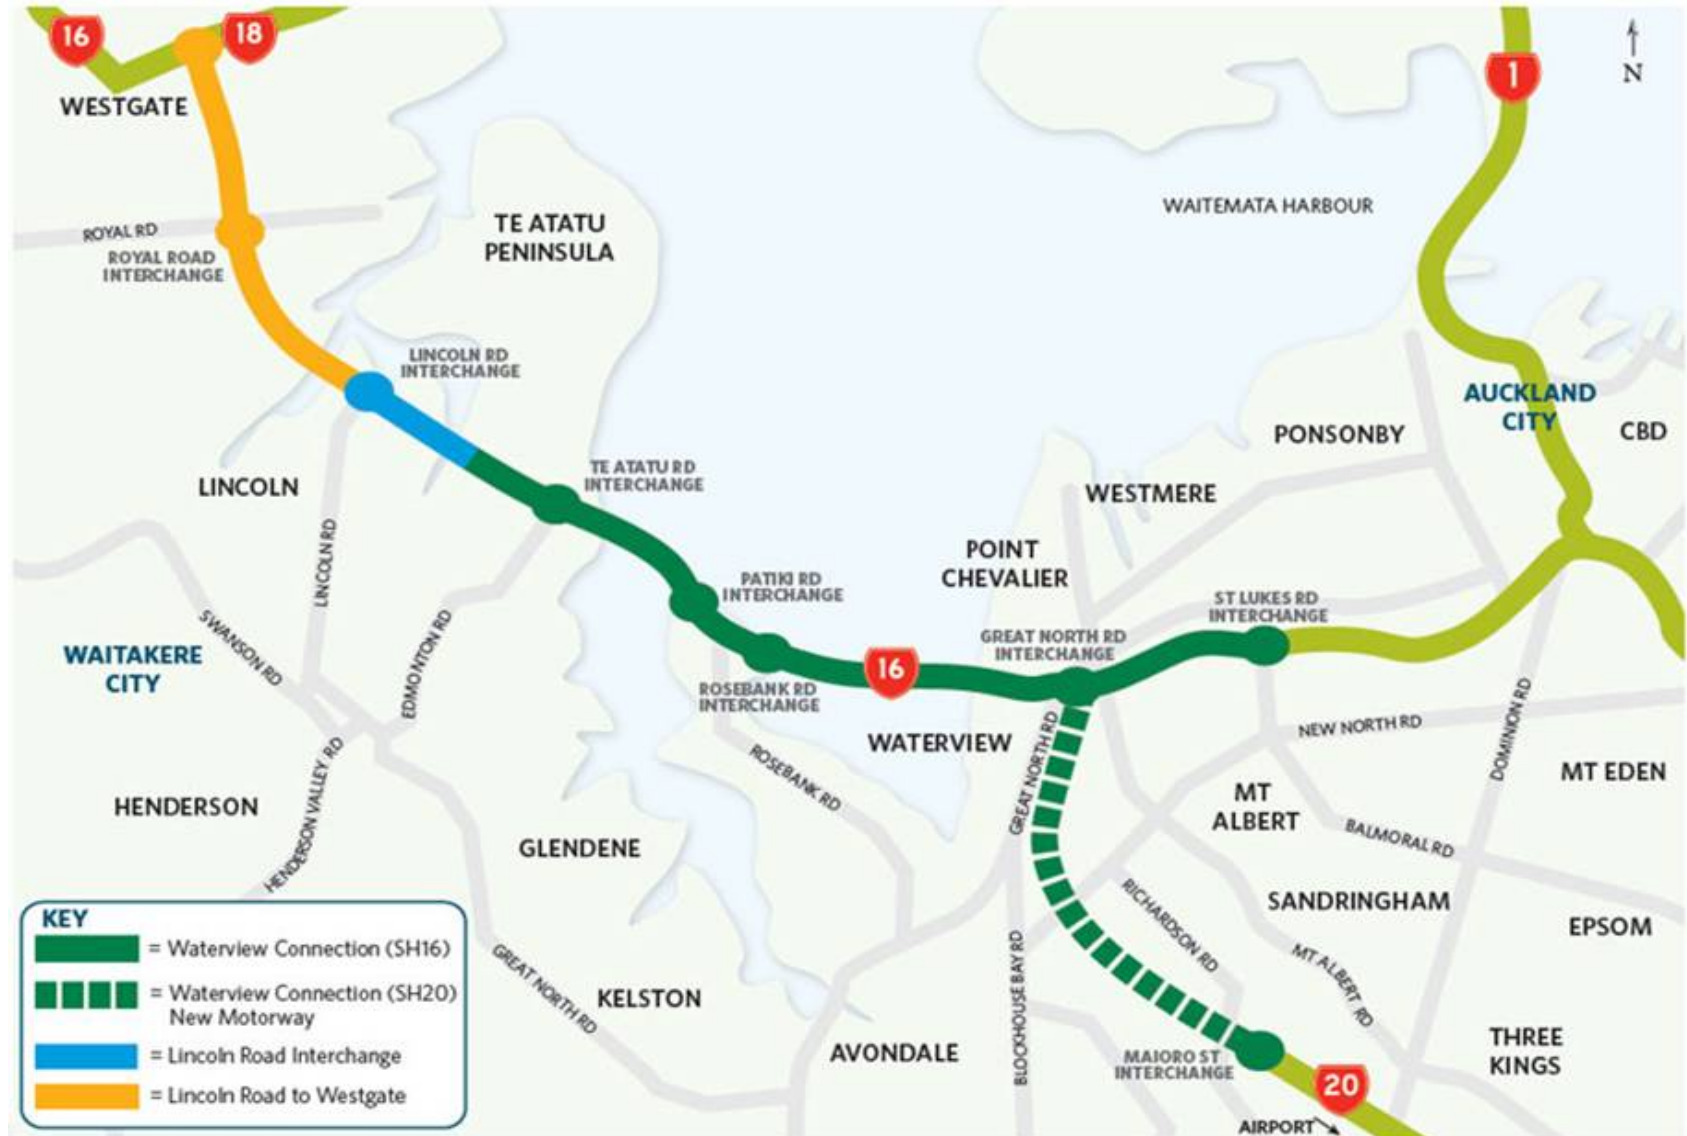 16
18
1
N
WESTGATE
WAITEMATA HARBOUR
TE ATATU
PENINSULA
ROYAL RD
ROYAL ROAD
INTERCHANGE
LINCOLN RD
INTERCHANGE
AUCKLAND
CITY
CBD
PONSONBY
LINCOLN
TE ATATU RD
INTERCHANGE
WESTMERE
LINCOLN RD
POINT
CHEVALIER
PATIKI RD
INTERCHANGE
ST LUKES RD
INTERCHANGE
SWANSON RD
EDMONTON RD
WAITAKERE
CITY
GREAT NORTH RD
INTERCHANGE
16
ROSEBANK RD
INTERCHANGE
WATERVIEW
GREAT NORTH RD
NEW NORTH RD
DOMINION RD
MT EDEN
ROSEBANK RD
HENDERSON
HENDERSON VALLEY RD
MT
ALBERT
BALMORAL RD
GLENDENE
RICHARDSON RD
SANDRINGHAM
EPSOM
KEY
= Waterview Connection (SH16)
= Waterview Connection (SH20)
New Motorway
= Lincoln Road Interchange
= Lincoln Road to Westgate
GREAT NORTH RD
KELSTON
BLOCKHOUSE BAY RD
MT ALBERT RD
AVONDALE
MAIORO ST
INTERCHANGE
THREE
KINGS
20
AIRPORT